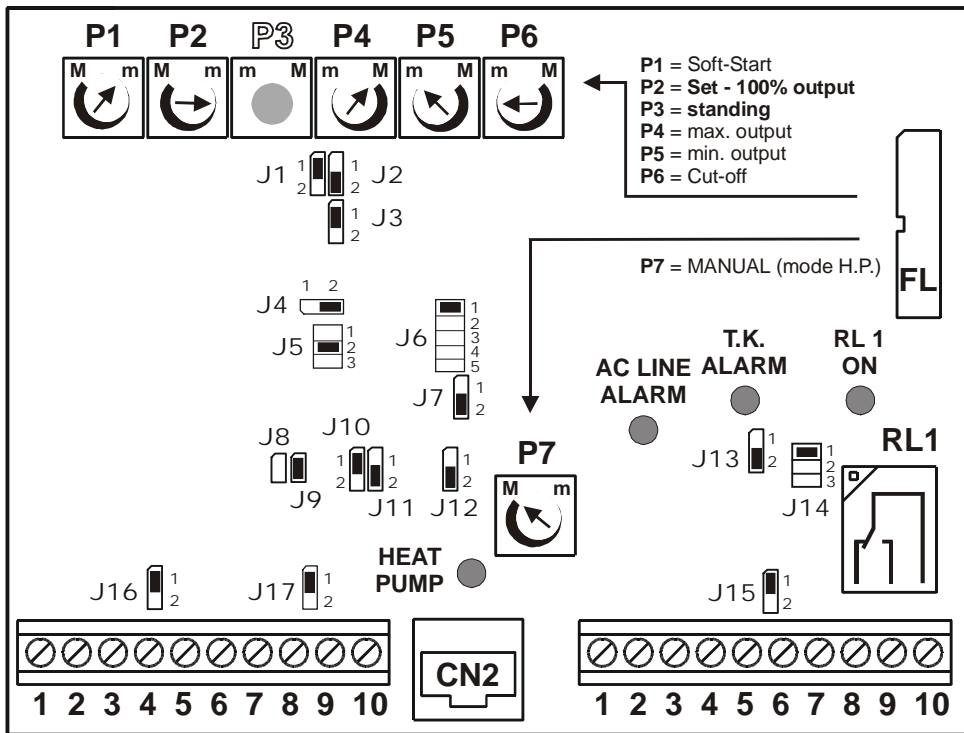 P1 P2 P3 P4 P5 P6
M m M m m M m M M m m M
P1 = Soft-Start
P2 = Set - 100% output
P3 = standing
P4 = max. output
P5 = min. output
P6 = Cut-off
J1 1 2 1 2 J2
1 2 J3
P7 = MANUAL (mode H.P.)
FL
1 2
J4
J5 1 2 3
J6 1 2 3 4 5
J7 1 2
AC LINE
ALARM
T.K.
ALARM
RL 1
ON
J8
J9
J10
1 2 1 2
J11
1 2
J12
P7
M m
J13 1 2
1 2 3
J14
RL1
HEAT
PUMP
J16 1 2
J17 1 2
J15 1 2
1 2 3 4 5 6 7 8 9 10
CN2
1 2 3 4 5 6 7 8 9 10